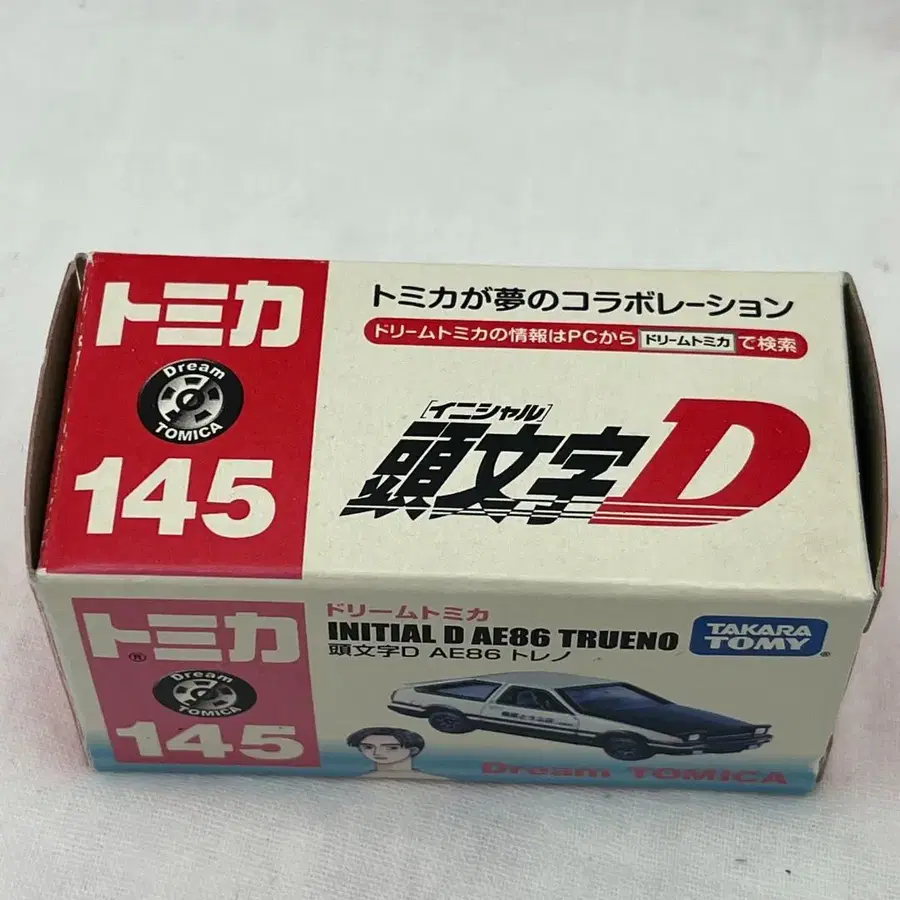 トミカ
Dream
TOMICA
145
トミカが夢のコラボレーション
ドリームトミカの情報はPCから ドリームトミカ で検索
[イニシャル]
頭文字D
トミカ
®
Dream
TOMICA
145
ドリームトミカ
INITIAL D AE86 TRUENO
頭文字D AE86 トレノ
TAKARA
TOMY
®
Dream TOMICA